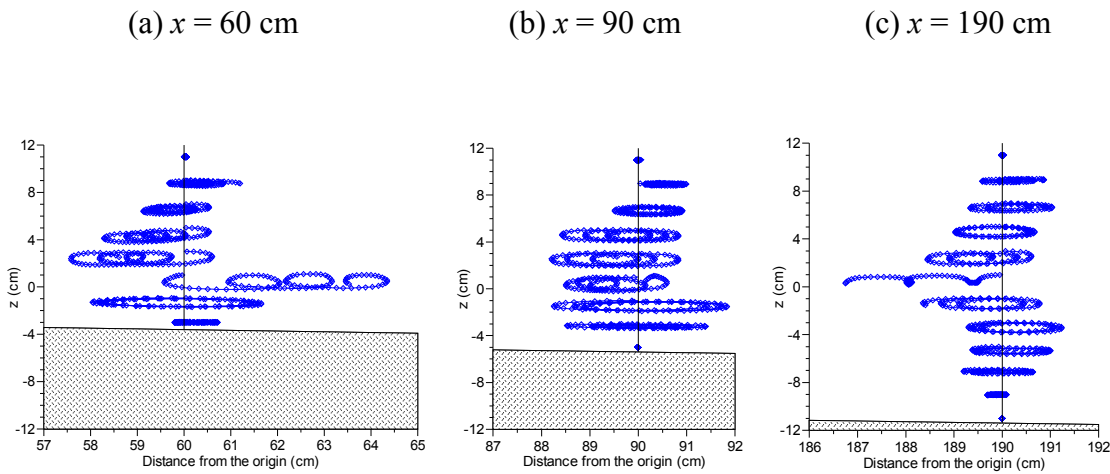 (a) x = 60 cm
(b) x = 90 cm
(c) x = 190 cm
12
8
4
0
-4
-8
-12
z (cm)
57 58 59 60 61 62 63 64 65
Distance from the origin (cm)
12
8
4
0
-4
-8
-12
z (cm)
87 88 89 90 91 92
Distance from the origin (cm)
12
8
4
0
-4
-8
-12
z (cm)
186 187 188 189 190 191 192
Distance from the origin (cm)